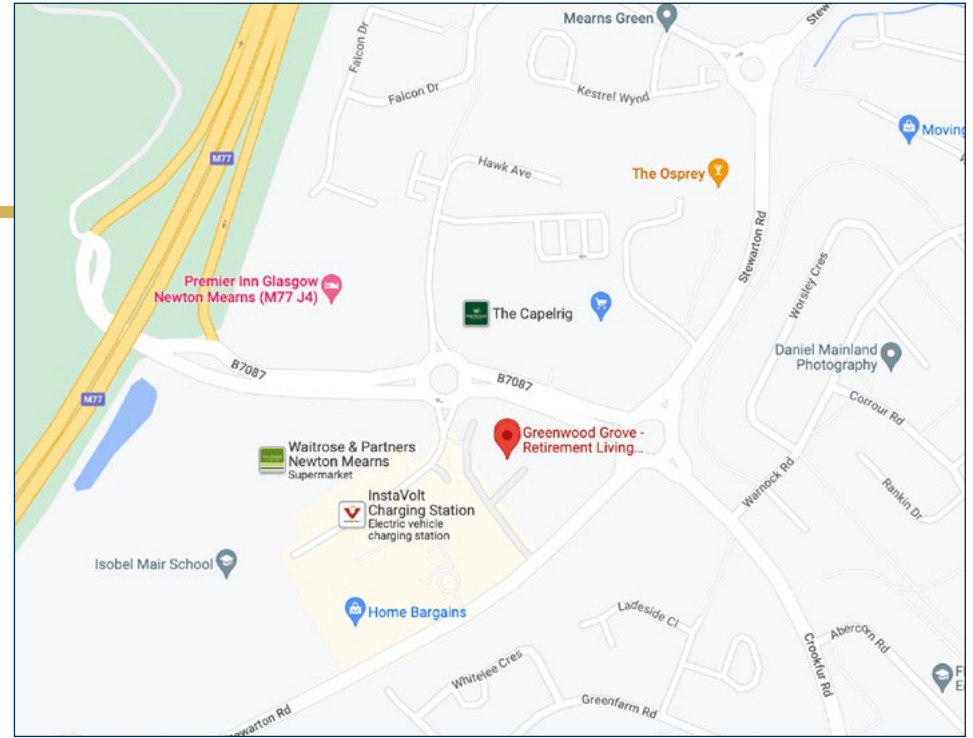 Mearns Green
Stew
Falcon Dr
Falcon Dr
Kestrel Wynd
Moving
M77
Hawk Ave
The Osprey
Stewarton Rd
Worsley Cres
Premier Inn Glasgow
Newton Mearns (M77 J4)
The Capelrig
Daniel Mainland
Photography
B7087
B7087
M77
Corrour Rd
Greenwood Grove -
Retirement Living...
Waitrose & Partners
Newton Mearns
Supermarket
Warnock Rd
Rankin Dr
InstaVolt
Charging Station
Electric vehicle
charging station
Isobel Mair School
Home Bargains
Ladeside Cl
Abercorn Rd
Crookfur Rd
Whitelee Cres
Greenfarm Rd
F
E
ewarton Rd